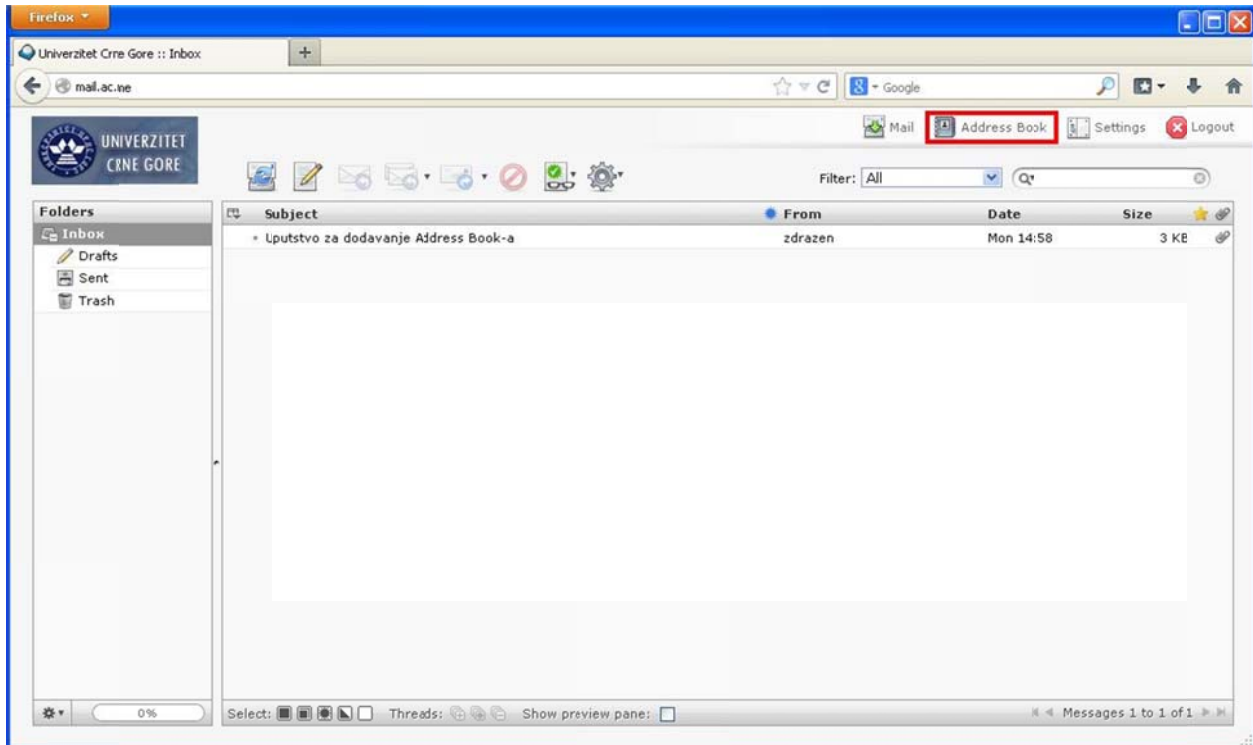 Firefox
Univerzitet Crne Gore :: Inbox
mail.ac.me
Google
UNIVERZITET
CRNE GORE
Mail Address Book Settings Logout
Filter: All
Folders
Subject From Date Size
Inbox
Uputstvo za dodavanje Address Book-a zdrazen Mon 14:58 3 KB
Drafts
Sent
Trash
0% Select: Threads: Show preview pane: Messages 1 to 1 of 1